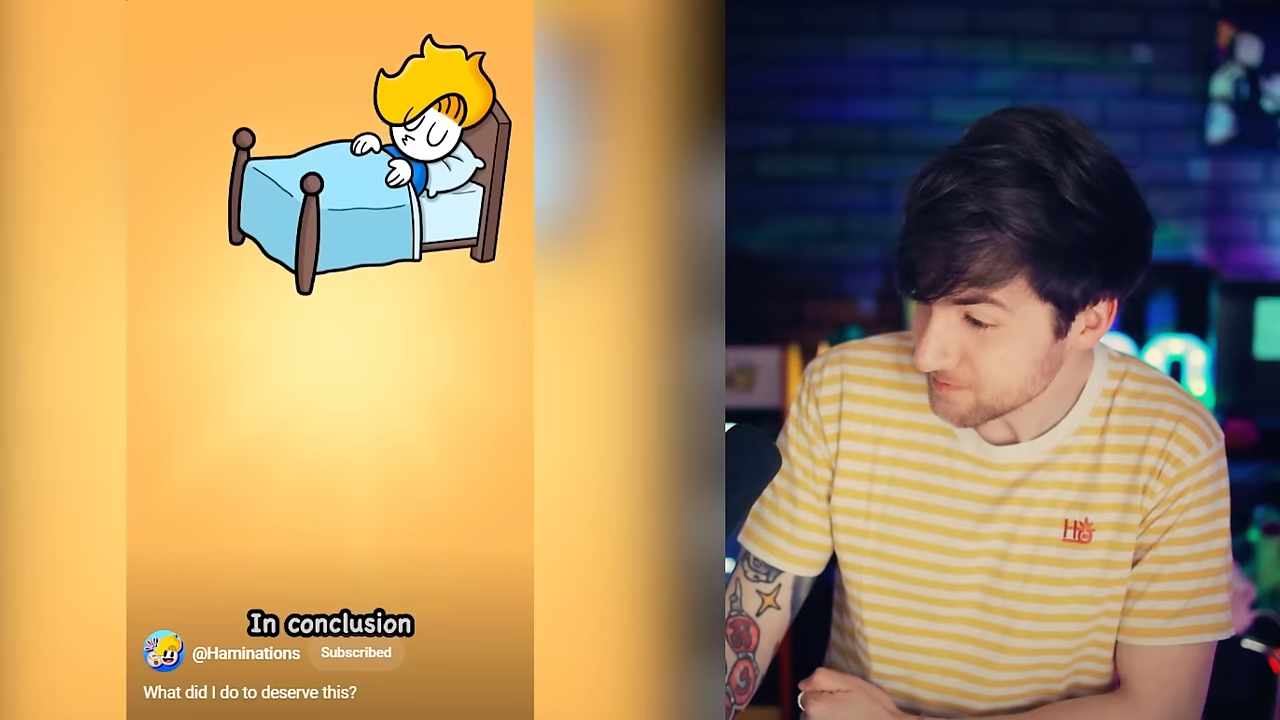 In conclusion
@Haminations Subscribed
What did I do to deserve this?